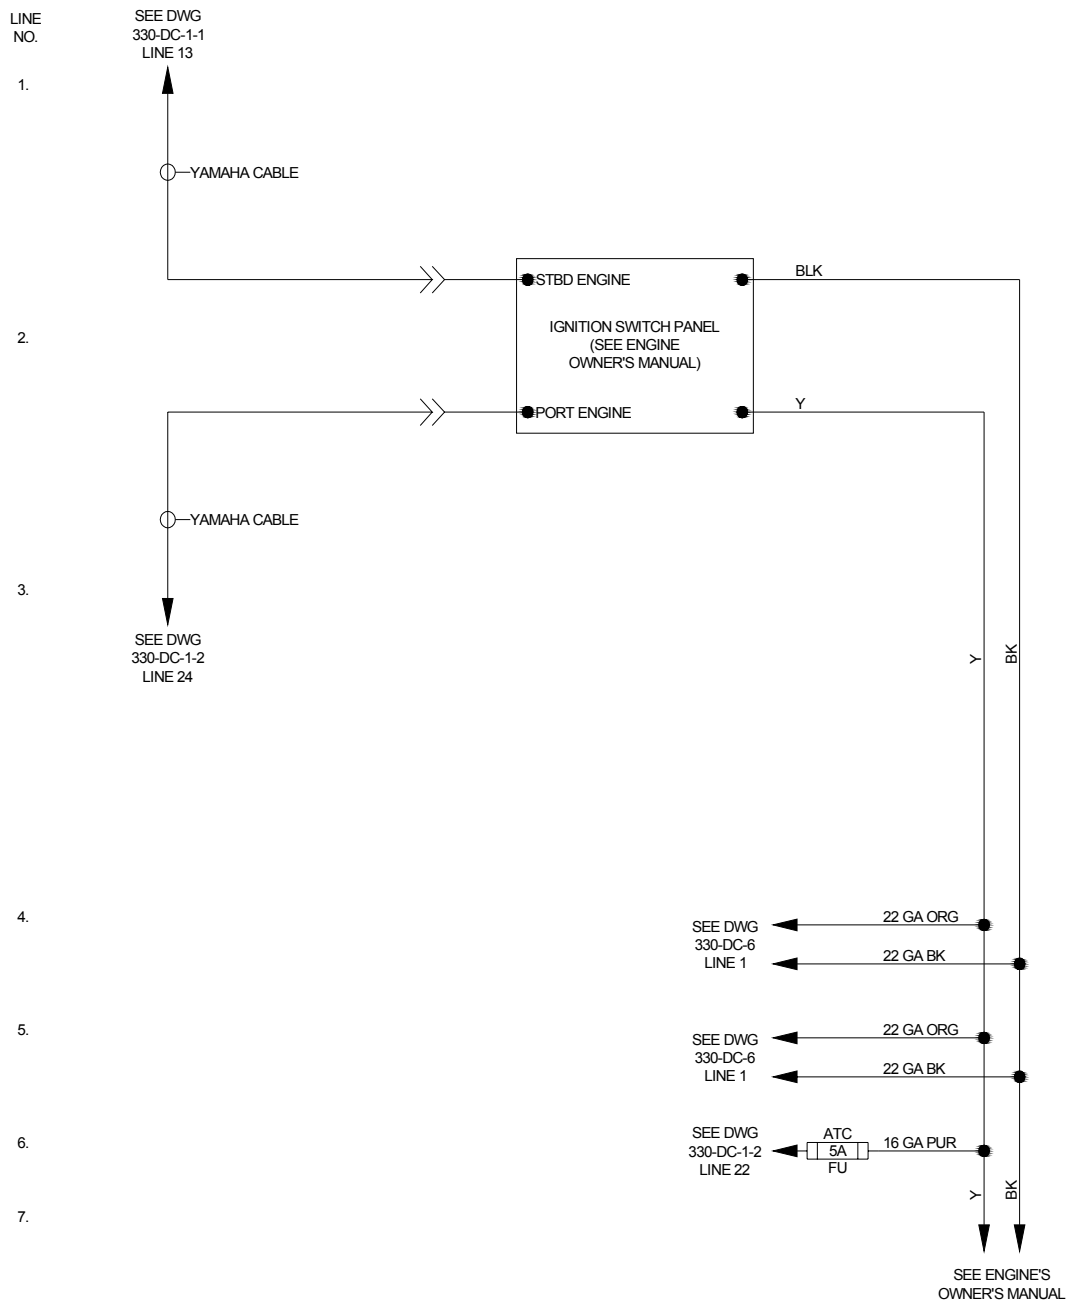 LINE
NO.
SEE DWG
330-DC-1-1
LINE 13
1.
YAMAHA CABLE
STBD ENGINE
BLK
2.
IGNITION SWITCH PANEL
(SEE ENGINE
OWNER'S MANUAL)
PORT ENGINE
Y
YAMAHA CABLE
3.
SEE DWG
330-DC-1-2
LINE 24
Y
BK
4.
SEE DWG
330-DC-6
LINE 1
22 GA ORG
22 GA BK
5.
SEE DWG
330-DC-6
LINE 1
22 GA ORG
22 GA BK
6.
SEE DWG
330-DC-1-2
LINE 22
ATC
5A
FU
16 GA PUR
Y
BK
7.
SEE ENGINE'S
OWNER'S MANUAL